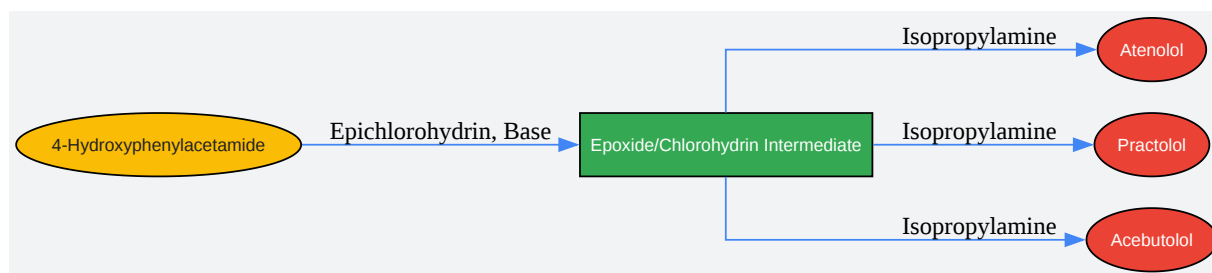 Isopropylamine
Atenolol
4-Hydroxyphenylacetamide
Epichlorohydrin, Base
Epoxide/Chlorohydrin Intermediate
Isopropylamine
Practolol
Isopropylamine
Acebutolol